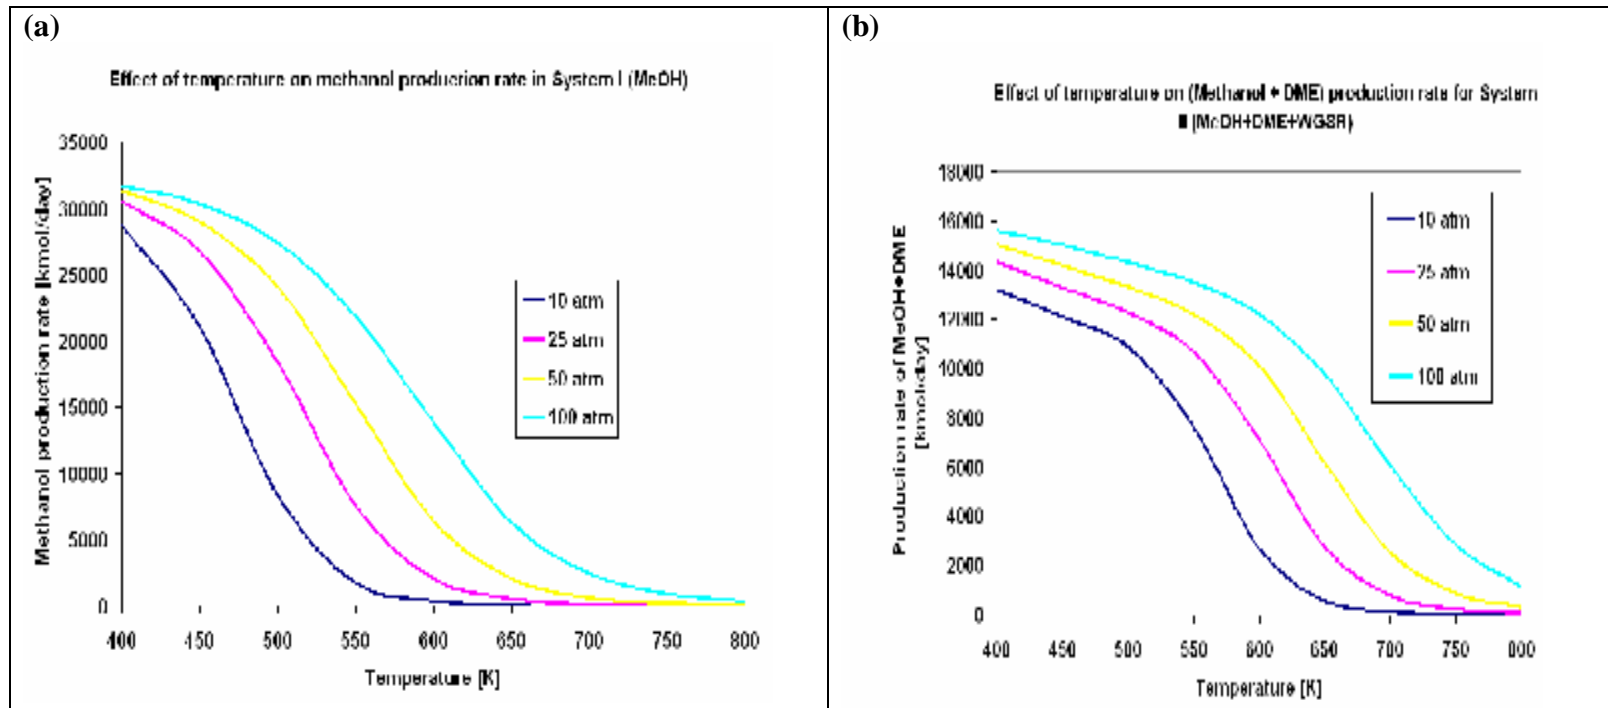 (a)
Effect of temperature on methanol production rate in System I (MeOH)
Methanol production rate [kmol/day]
35000
30000
25000
20000
15000
10000
5000
0
400 450 500 550 600 650 700 750 800
Temperature [K]
10 atm
25 atm
50 atm
100 atm
(b)
Effect of temperature on (Methanol + DME) production rate for System
II (MeOH+DME+WGSR)
Production rate of MeOH+DME
[kmol/day]
18000
16000
14000
12000
10000
8000
6000
4000
2000
0
400 450 500 550 600 650 700 750 800
Temperature [K]
10 atm
25 atm
50 atm
100 atm